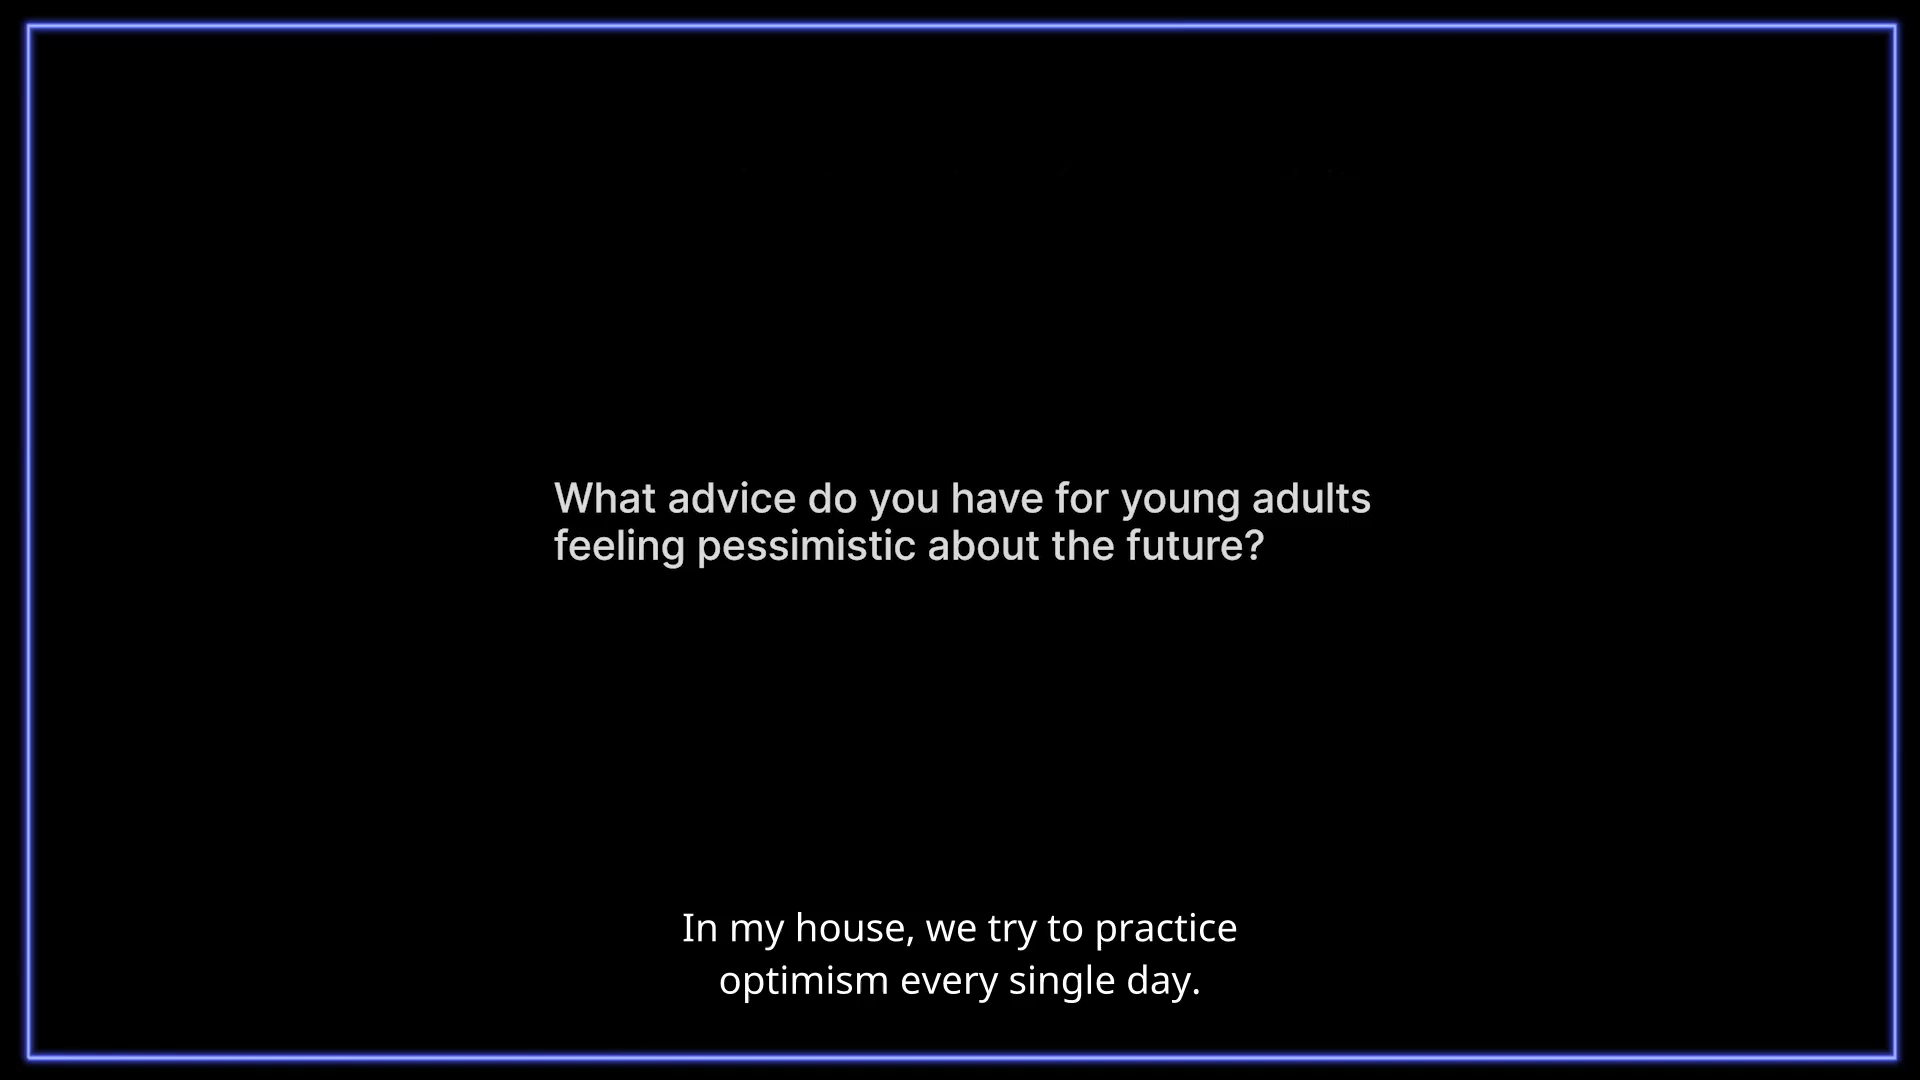 What advice do you have for young adults
feeling pessimistic about the future?
In my house, we try to practice
optimism every single day.